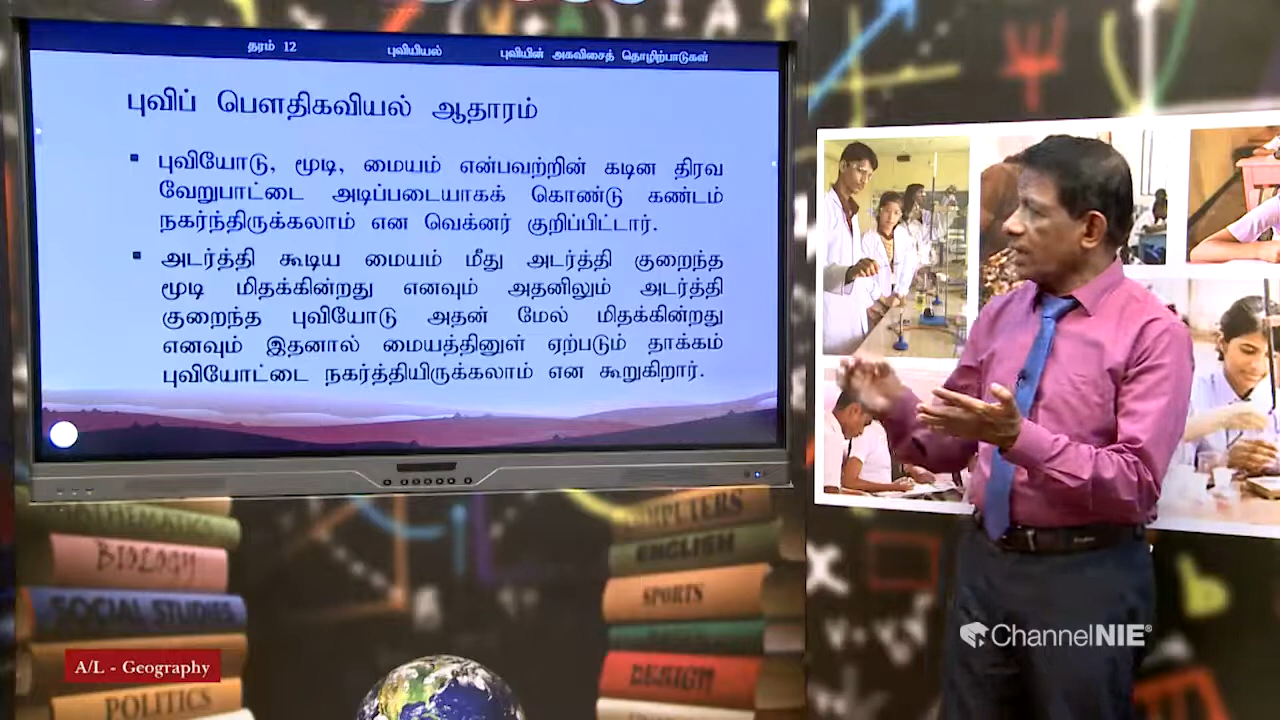 தரம் 12 புவியியல் புவியின் அகவிசைத் தொழிற்பாடுகள்
புவிப் பௌதிகவியல் ஆதாரம்
▪ புவியோடு, மூடி, மையம் என்பவற்றின் கடின திரவ
வேறுபாட்டை அடிப்படையாகக் கொண்டு கண்டம்
நகர்ந்திருக்கலாம் என வெக்னர் குறிப்பிட்டார்.
▪ அடர்த்தி கூடிய மையம் மீது அடர்த்தி குறைந்த
மூடி மிதக்கின்றது எனவும் அதனிலும் அடர்த்தி
குறைந்த புவியோடு அதன் மேல் மிதக்கின்றது
எனவும் இதனால் மையத்தினுள் ஏற்படும் தாக்கம்
புவியோட்டை நகர்த்தியிருக்கலாம் என கூறுகிறார்.
MATHEMATICS
BIOLOGY
SOCIAL STUDIES
POLITICS
COMPUTERS
ENGLISH
SPORTS
DESIGN
A/L - Geography
ChannelNIE®